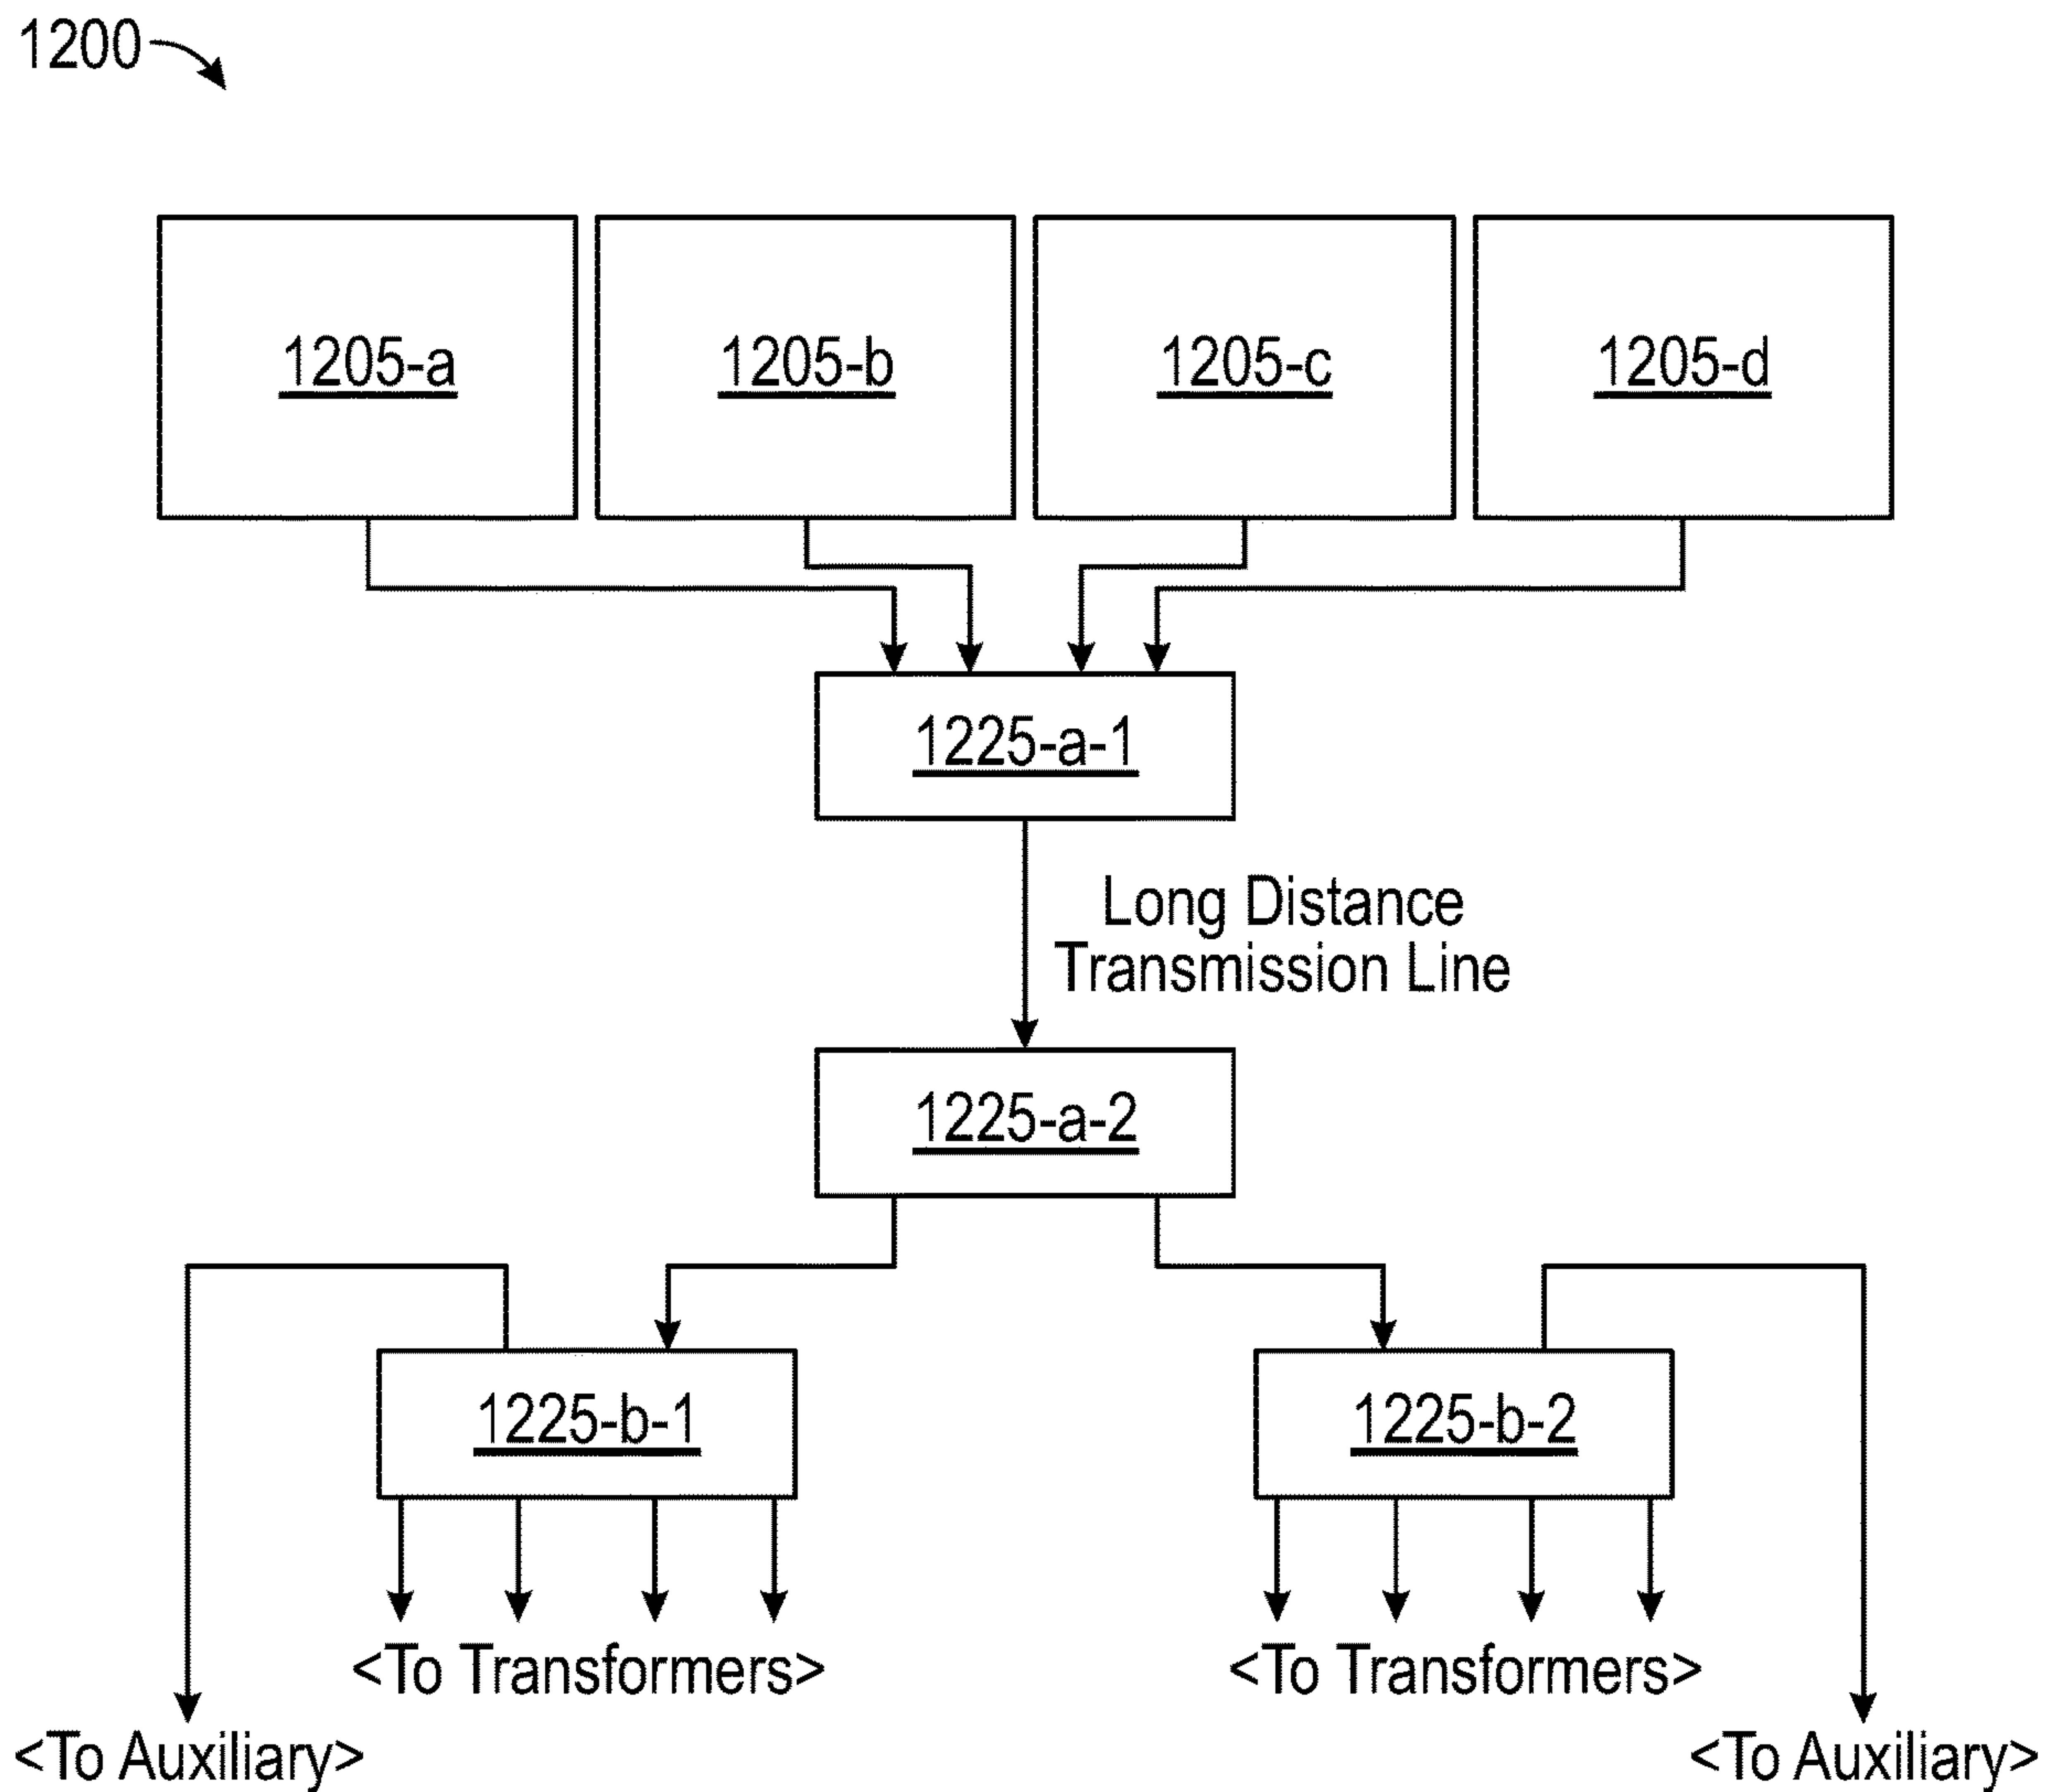 1200
1205-a
1205-b
1205-c
1205-d
1225-a-1
Long Distance
Transmission Line
1225-a-2
1225-b-1
1225-b-2
<To Transformers>
<To Transformers>
<To Auxiliary>
<To Auxiliary>